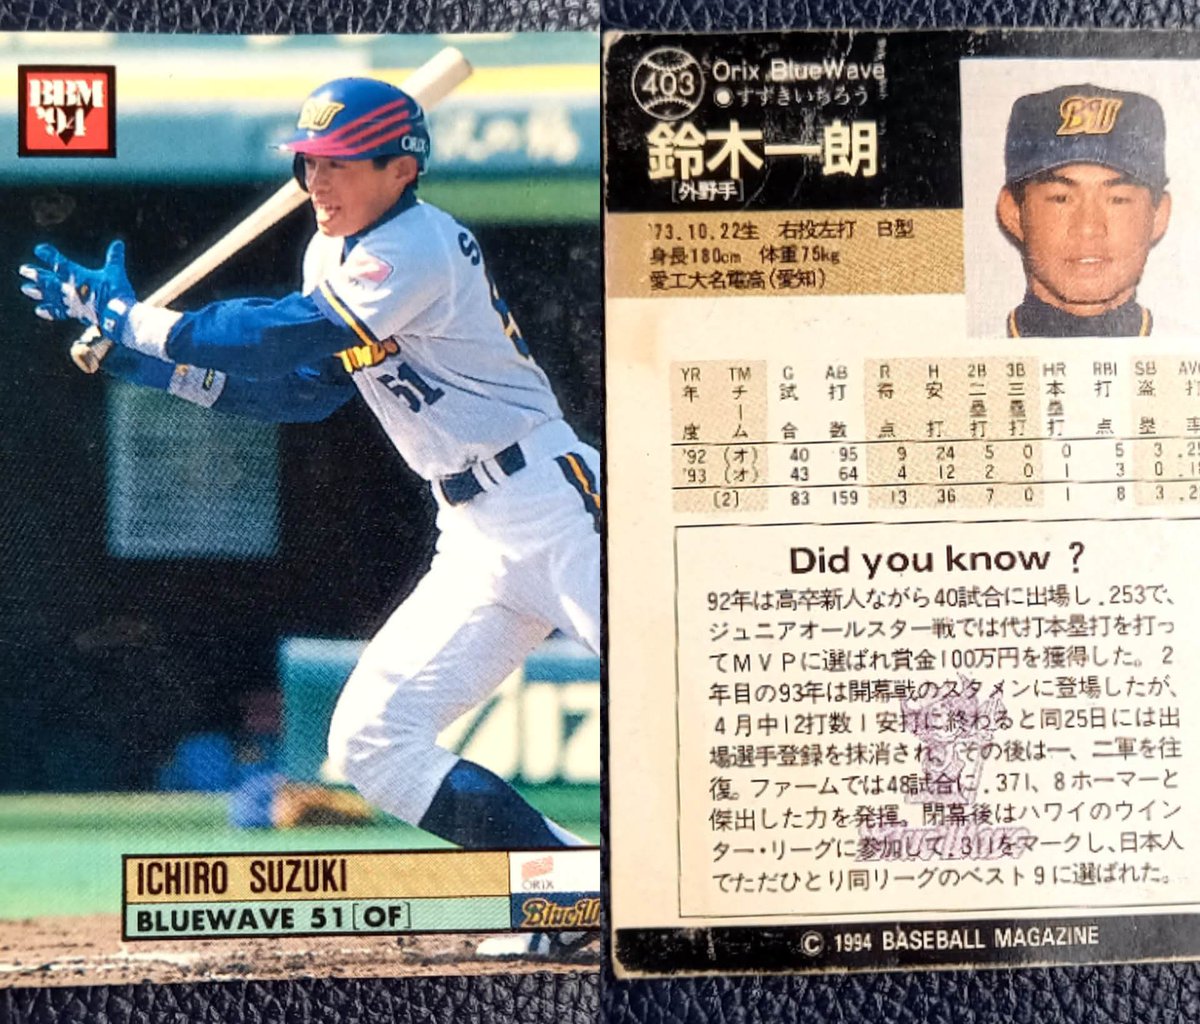 BBM
'94
BW
ORIX
51
ICHIRO SUZUKI
BLUEWAVE 51 [OF]
ORIX
BlueW
403
Orix BlueWave
●すずきいちろう
鈴木一朗
[外野手]
BW
'73.10.22生 右投左打 B型
身長180cm 体重75kg
愛工大名電高(愛知)
YR TM G AB R H 2B 3B HR RBI SB AVG
年度 チーム 試合 打数 得点 安打 二塁打 三塁打 本塁打 打点 盗塁 打率
'92 (オ) 40 95 9 24 5 0 0 5 3 .25
'93 (オ) 43 64 4 12 2 0 1 3 0 .1
(2) 83 159 13 36 7 0 1 8 3 .2
Did you know ?
92年は高卒新人ながら40試合に出場し.253で、
ジュニアオールスター戦では代打本塁打を打っ
てMVPに選ばれ賞金100万円を獲得した。2
年目の93年は開幕戦のスタメンに登場したが、
4月中12打数1安打に終わると同25日には出
場選手登録を抹消され、その後は一、二軍を往
復。ファームでは48試合に.371、8ホーマーと
傑出した力を発揮。閉幕後はハワイのウイン
ター・リーグに参加して.311をマークし、日本人
でただひとり同リーグのベスト9に選ばれた。
© 1994 BASEBALL MAGAZINE